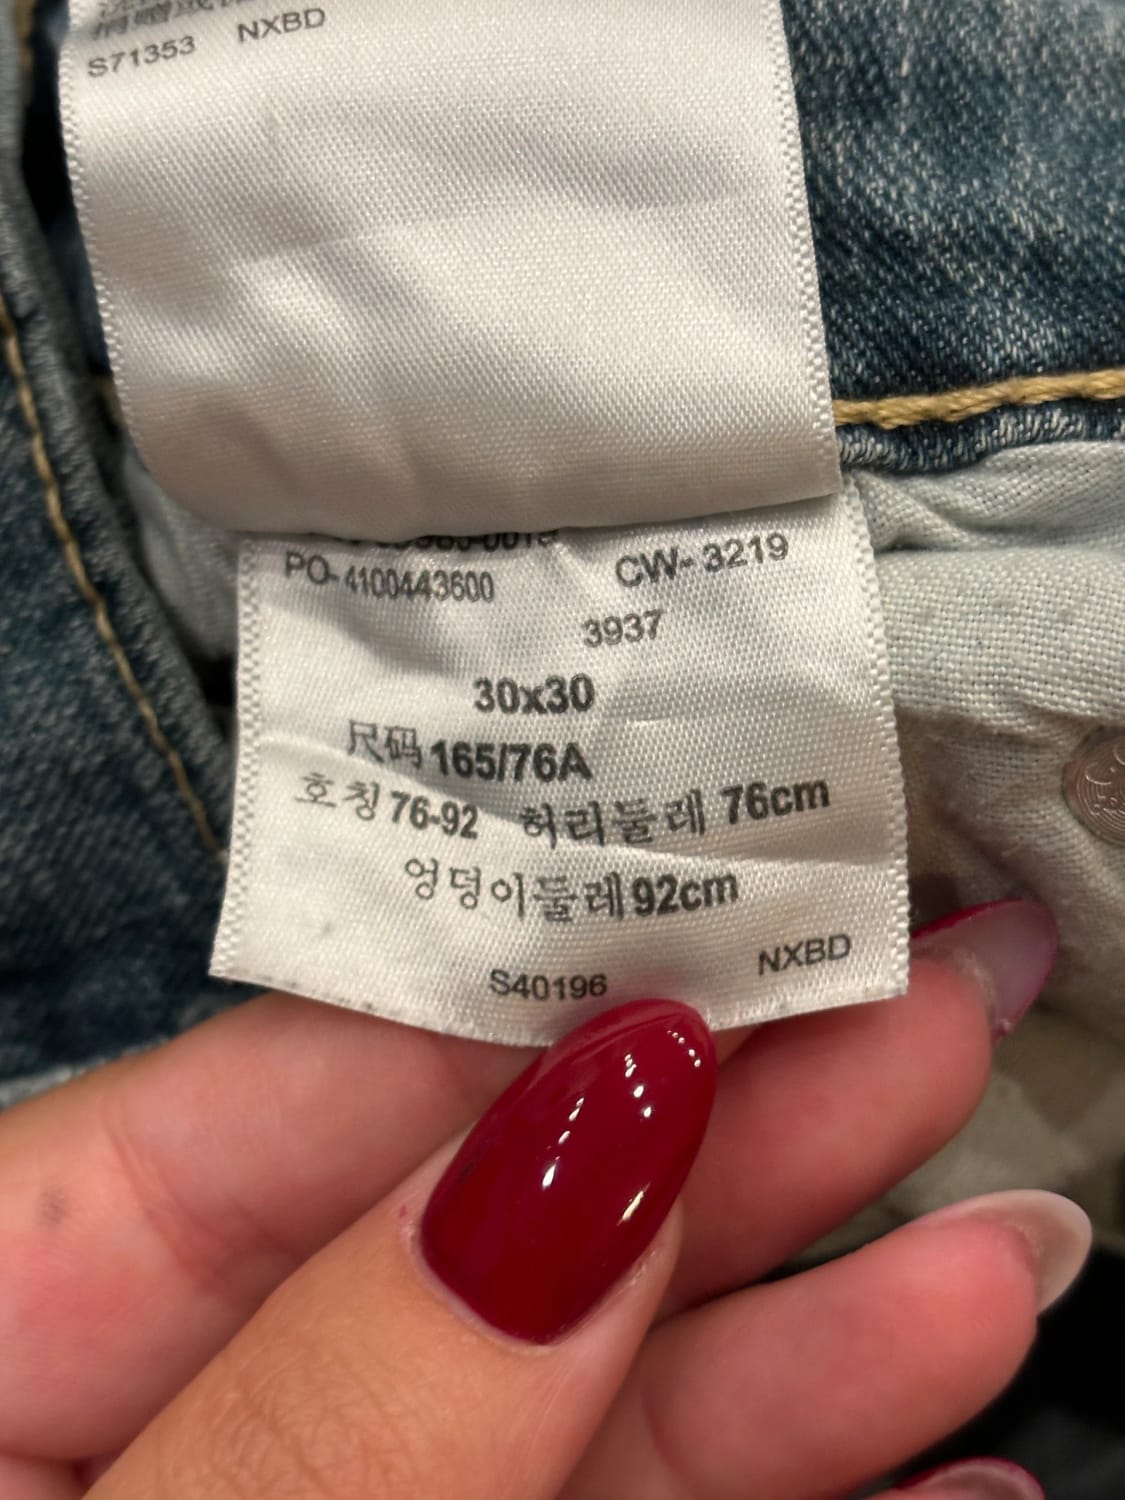 S71353 NXBD
PO-4100443600 CW-3219
3937
30x30
尺码 165/76A
호칭 76-92 허리둘레 76cm
엉덩이둘레 92cm
S40196 NXBD